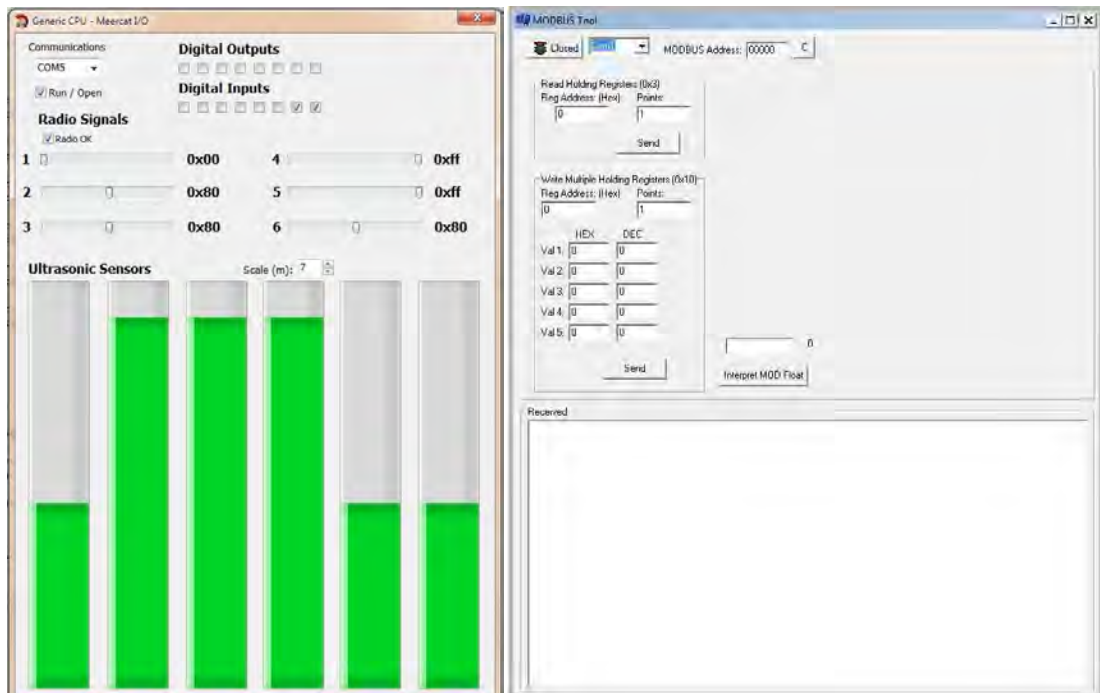 Generic CPU - Meercat I/O
Communications
COM5
Run / Open
Digital Outputs
Digital Inputs
Radio Signals
Radio OK
1 0x00 4 0xff
2 0x80 5 0xff
3 0x80 6 0x80
Ultrasonic Sensors Scale (m): 7
MODBUS Tool
Closed MODBUS Address: 00000 C
Read Holding Registers (0x3)
Reg Address: (Hex) Points:
0 1
Send
Write Multiple Holding Registers (0x10)
Reg Address: (Hex) Points:
0 1
HEX DEC
Val 1: 0 0
Val 2: 0 0
Val 3: 0 0
Val 4: 0 0
Val 5: 0 0
Send
0
Interpret MOD Float
Received